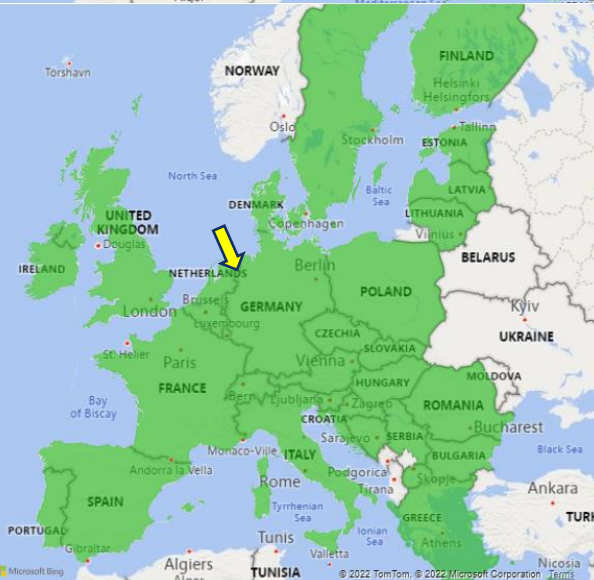 Mediterranean Sea
FINLAND
NORWAY
Torshavn
Helsinki
Helsingfors
Oslo
Tallinn
Stockholm
ESTONIA
North Sea
Baltic
Sea
LATVIA
DENMARK
LITHUANIA
UNITED
KINGDOM
Copenhagen
Vilnius
Douglas
BELARUS
IRELAND
NETHERLANDS
Berlin
POLAND
London
Brussels
GERMANY
Kyiv
Luxembourg
UKRAINE
CZECHIA
St. Helier
Paris
SLOVAKIA
Vienna
MOLDOVA
FRANCE
HUNGARY
Bern
Ljubljana
Zagreb
ROMANIA
Bay
of Biscay
CROATIA
Bucharest
Monaco-Ville
ITALY
Sarajevo
SERBIA
Black Sea
Andorra la Vella
BULGARIA
Rome
Podgorica
Skopje
Tirana
Ankara
SPAIN
Tyrrhenian
Sea
GREECE
TURK
PORTUGAL
Ionian
Sea
Athens
Gibraltar
Tunis
Valletta
Algiers
Nicosia
Microsoft Bing
TUNISIA
© 2022 TomTom, © 2022 Microsoft Corporation Terms